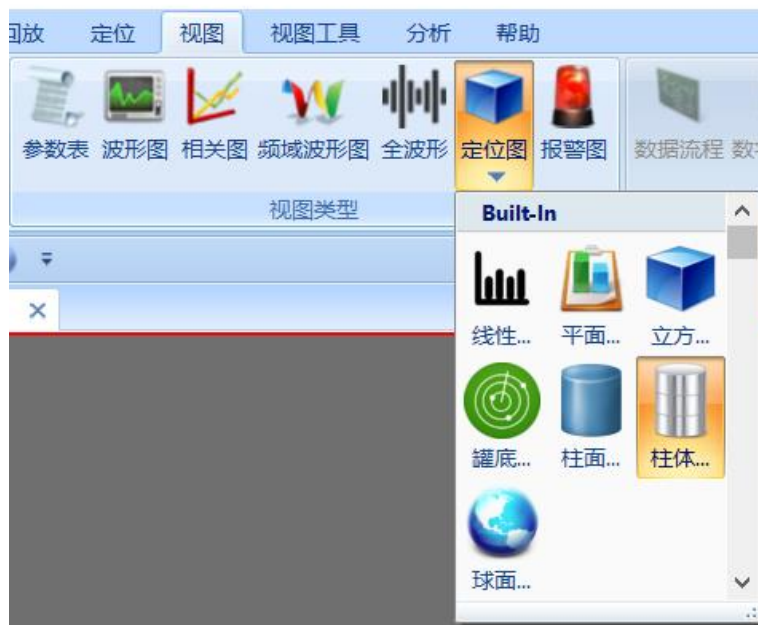 回放 定位 视图 视图工具 分析 帮助
参数表 波形图 相关图 频域波形图 全波形 定位图 报警图 数据流程
视图类型
Built-In
线性... 平面... 立方...
罐底... 柱面... 柱体...
球面...